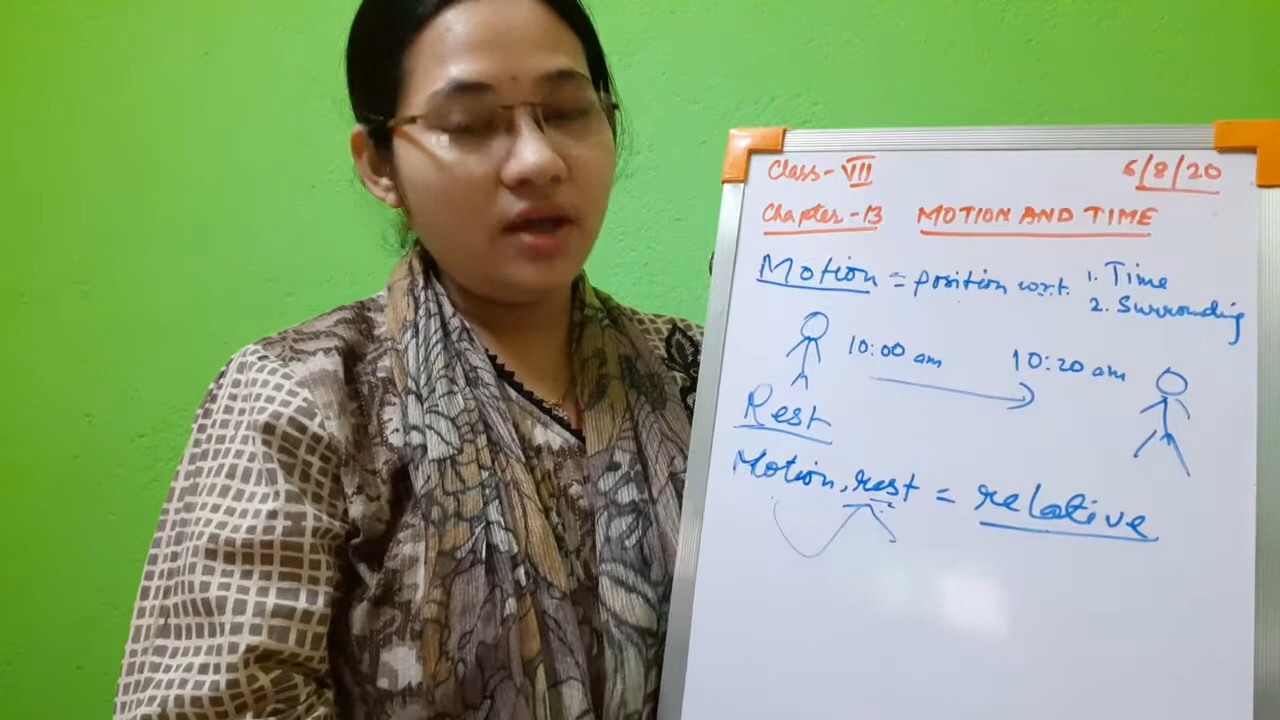 Class-VII 6/8/20
Chapter-13 MOTION AND TIME
Motion = position w.r.t. 1. Time
2. Surrounding
10:00 am 10:20 am
Rest
Motion, rest = relative